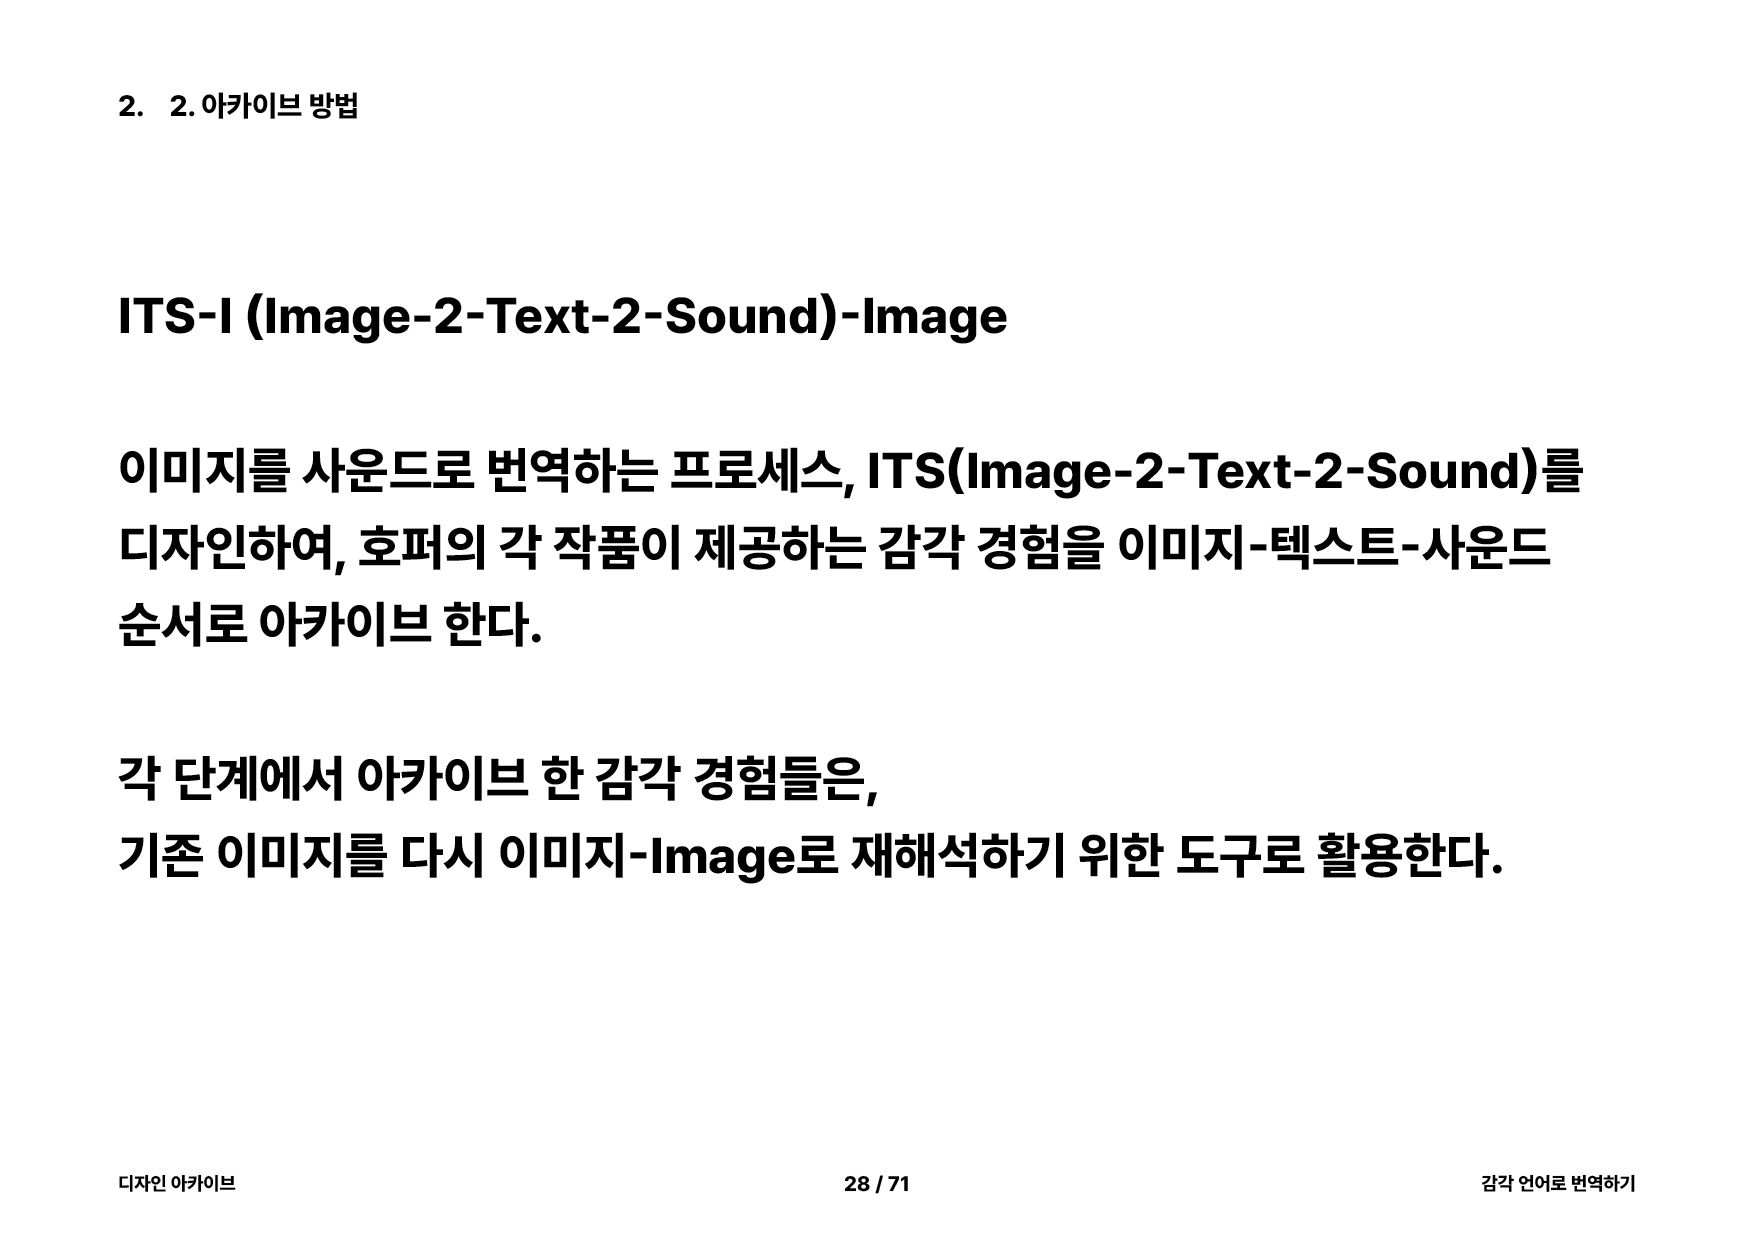 2. 2. 아카이브 방법
ITS-I (Image-2-Text-2-Sound)-Image
이미지를 사운드로 번역하는 프로세스, ITS(Image-2-Text-2-Sound)를
디자인하여, 호퍼의 각 작품이 제공하는 감각 경험을 이미지-텍스트-사운드
순서로 아카이브 한다.
각 단계에서 아카이브 한 감각 경험들은,
기존 이미지를 다시 이미지-Image로 재해석하기 위한 도구로 활용한다.
디자인 아카이브
28 / 71
감각 언어로 번역하기